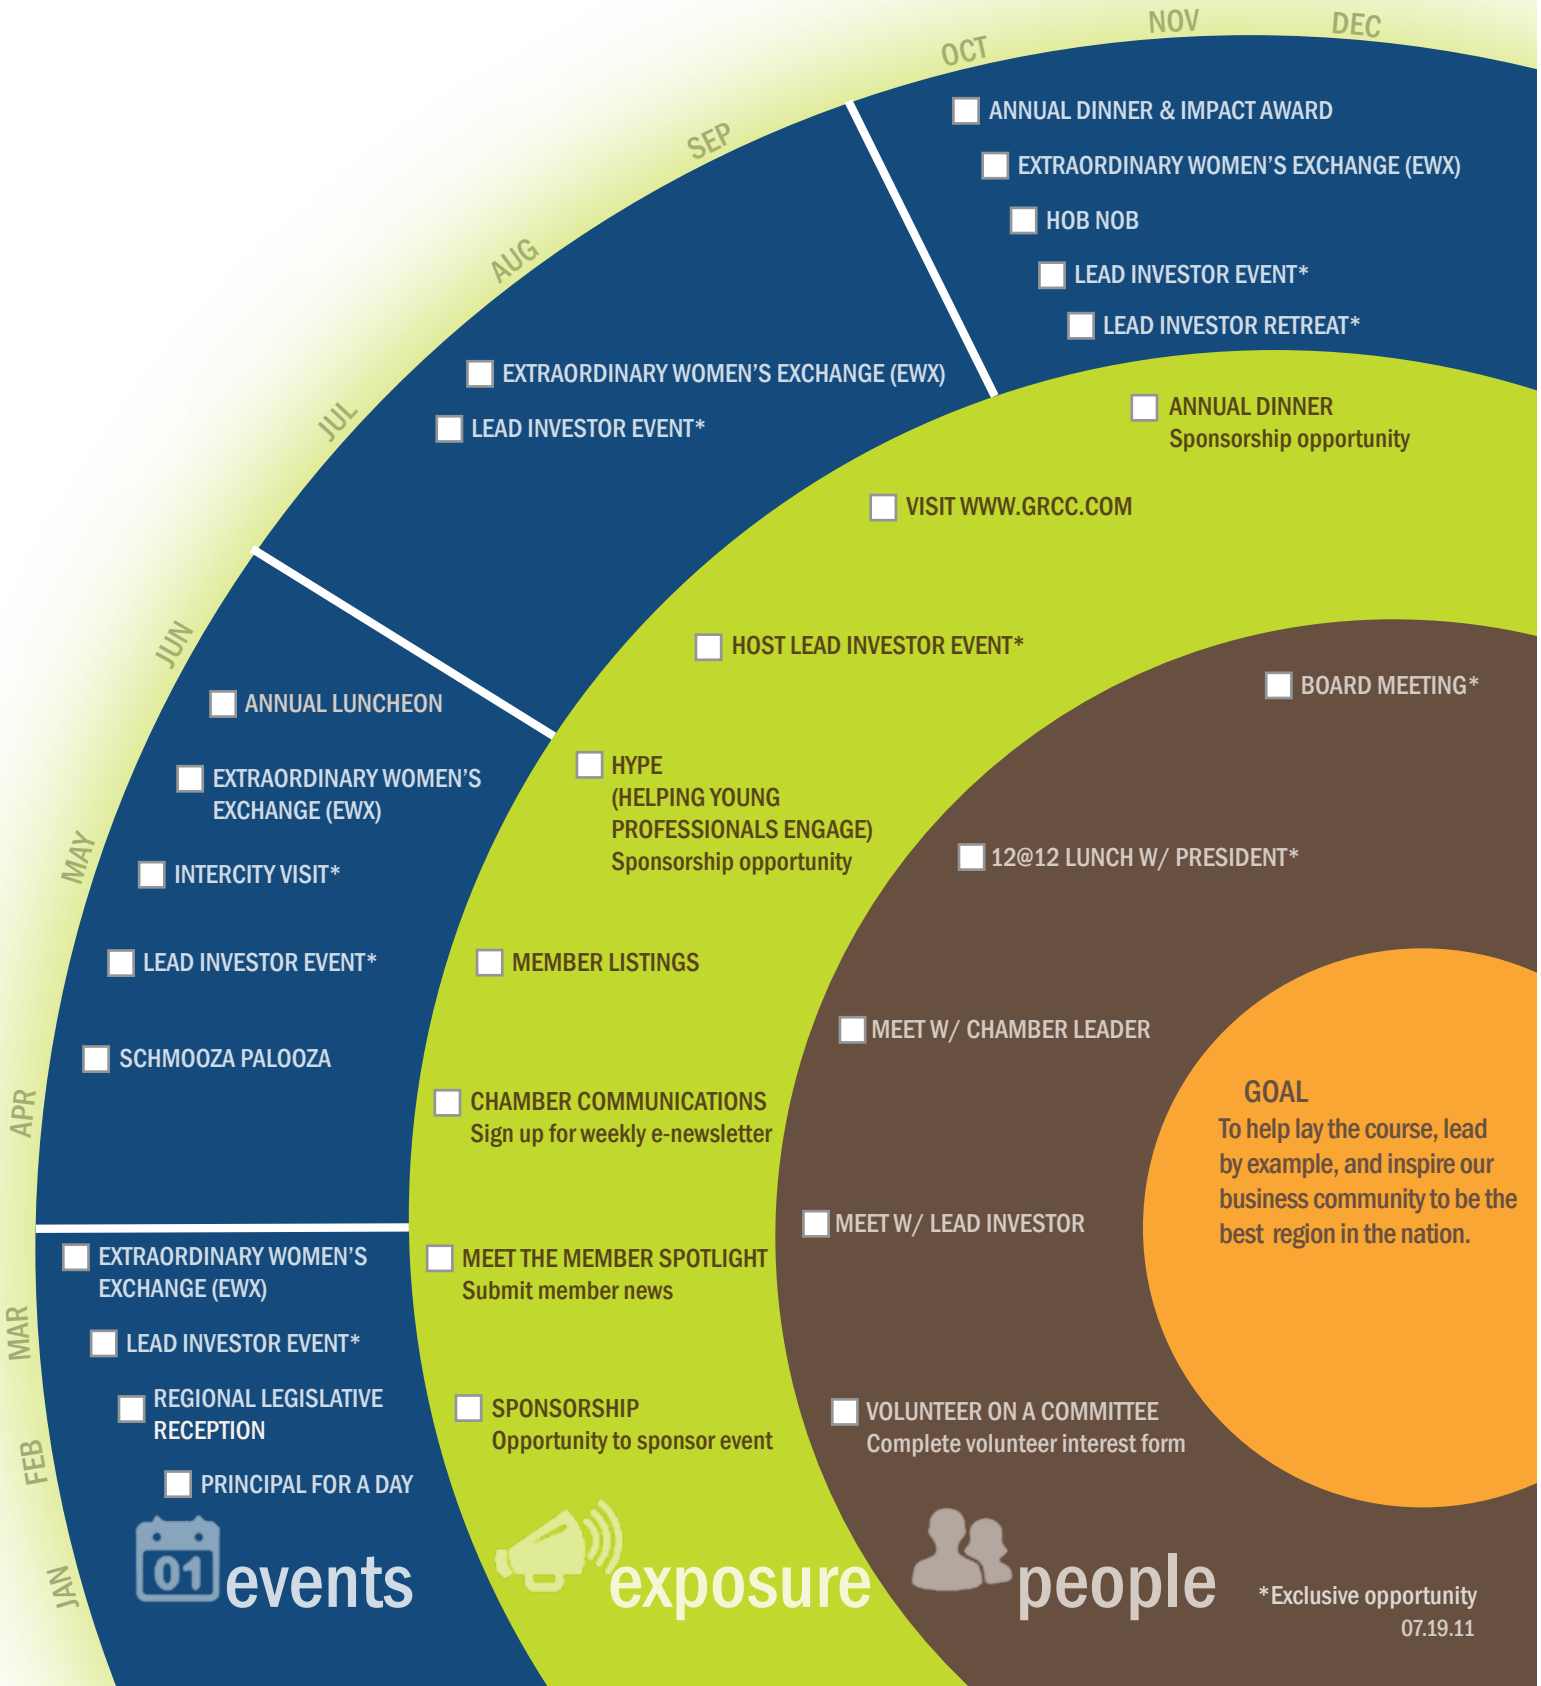 OCT
NOV
DEC
SEP
AUG
JUL
JUN
MAY
APR
MAR
FEB
JAN
ANNUAL DINNER & IMPACT AWARD
EXTRAORDINARY WOMEN'S EXCHANGE (EWX)
HOB NOB
LEAD INVESTOR EVENT*
LEAD INVESTOR RETREAT*
EXTRAORDINARY WOMEN'S EXCHANGE (EWX)
LEAD INVESTOR EVENT*
ANNUAL LUNCHEON
EXTRAORDINARY WOMEN'S
EXCHANGE (EWX)
INTERCITY VISIT*
LEAD INVESTOR EVENT*
SCHMOOZA PALOOZA
EXTRAORDINARY WOMEN'S
EXCHANGE (EWX)
LEAD INVESTOR EVENT*
REGIONAL LEGISLATIVE
RECEPTION
PRINCIPAL FOR A DAY
01
events
ANNUAL DINNER
Sponsorship opportunity
VISIT WWW.GRCC.COM
HOST LEAD INVESTOR EVENT*
HYPE
(HELPING YOUNG
PROFESSIONALS ENGAGE)
Sponsorship opportunity
MEMBER LISTINGS
CHAMBER COMMUNICATIONS
Sign up for weekly e-newsletter
MEET THE MEMBER SPOTLIGHT
Submit member news
SPONSORSHIP
Opportunity to sponsor event
exposure
BOARD MEETING*
12@12 LUNCH W/ PRESIDENT*
MEET W/ CHAMBER LEADER
MEET W/ LEAD INVESTOR
VOLUNTEER ON A COMMITTEE
Complete volunteer interest form
people
GOAL
To help lay the course, lead
by example, and inspire our
business community to be the
best region in the nation.
*Exclusive opportunity
07.19.11